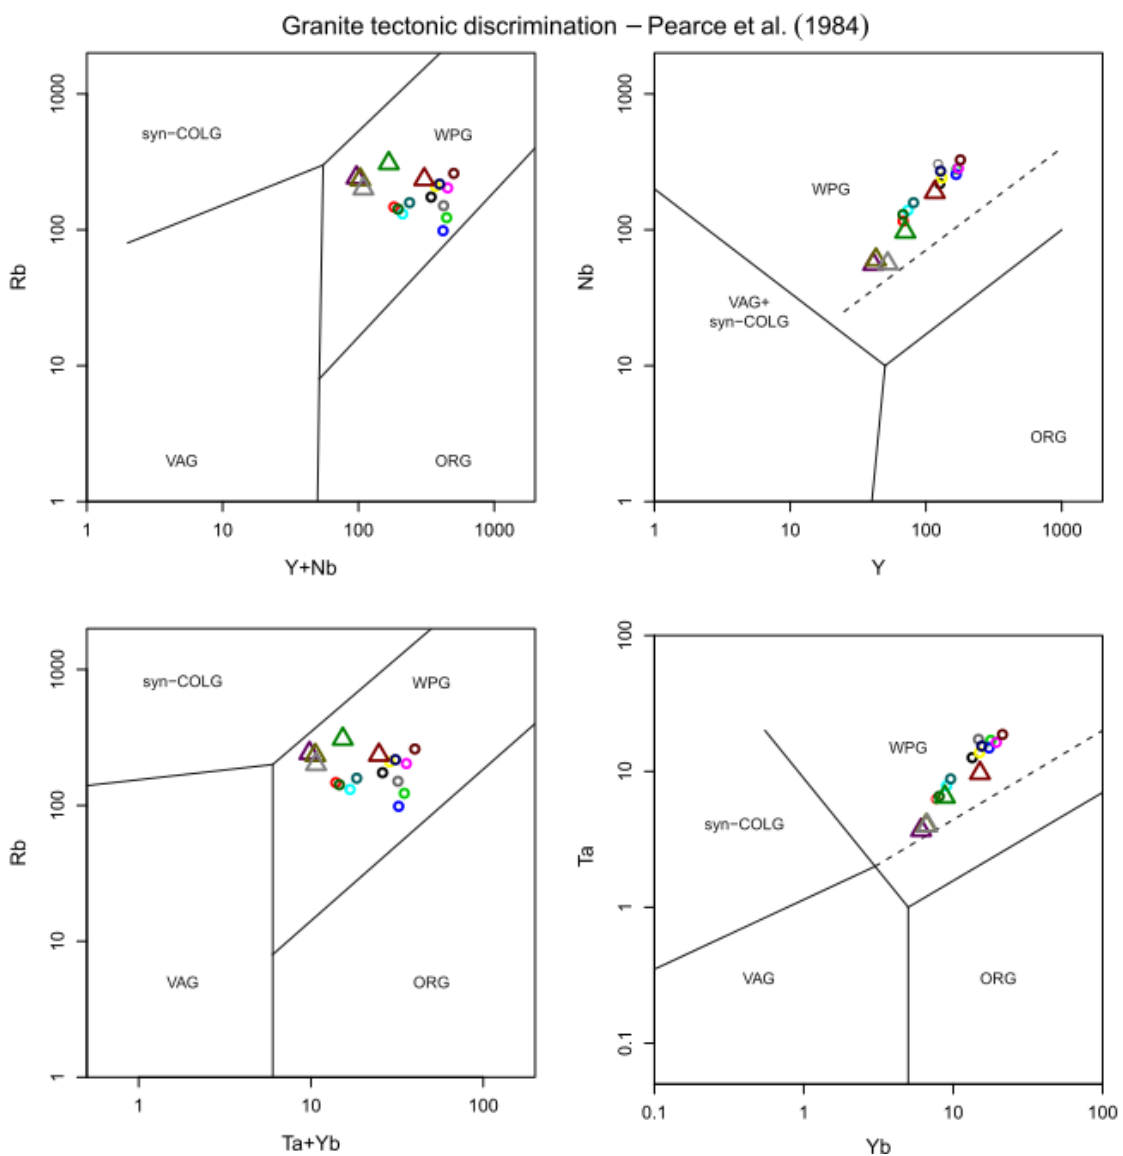 Granite tectonic discrimination – Pearce et al. (1984)
syn−COLG
WPG
VAG
ORG
Rb
1
10
100
1000
1
10
100
1000
Y+Nb
WPG
VAG+
syn−COLG
ORG
Nb
1
10
100
1000
1
10
100
1000
Y
syn−COLG
WPG
VAG
ORG
Rb
1
10
100
1000
1
10
100
Ta+Yb
WPG
syn−COLG
VAG
ORG
Ta
0.1
1
10
100
0.1
1
10
100
Yb